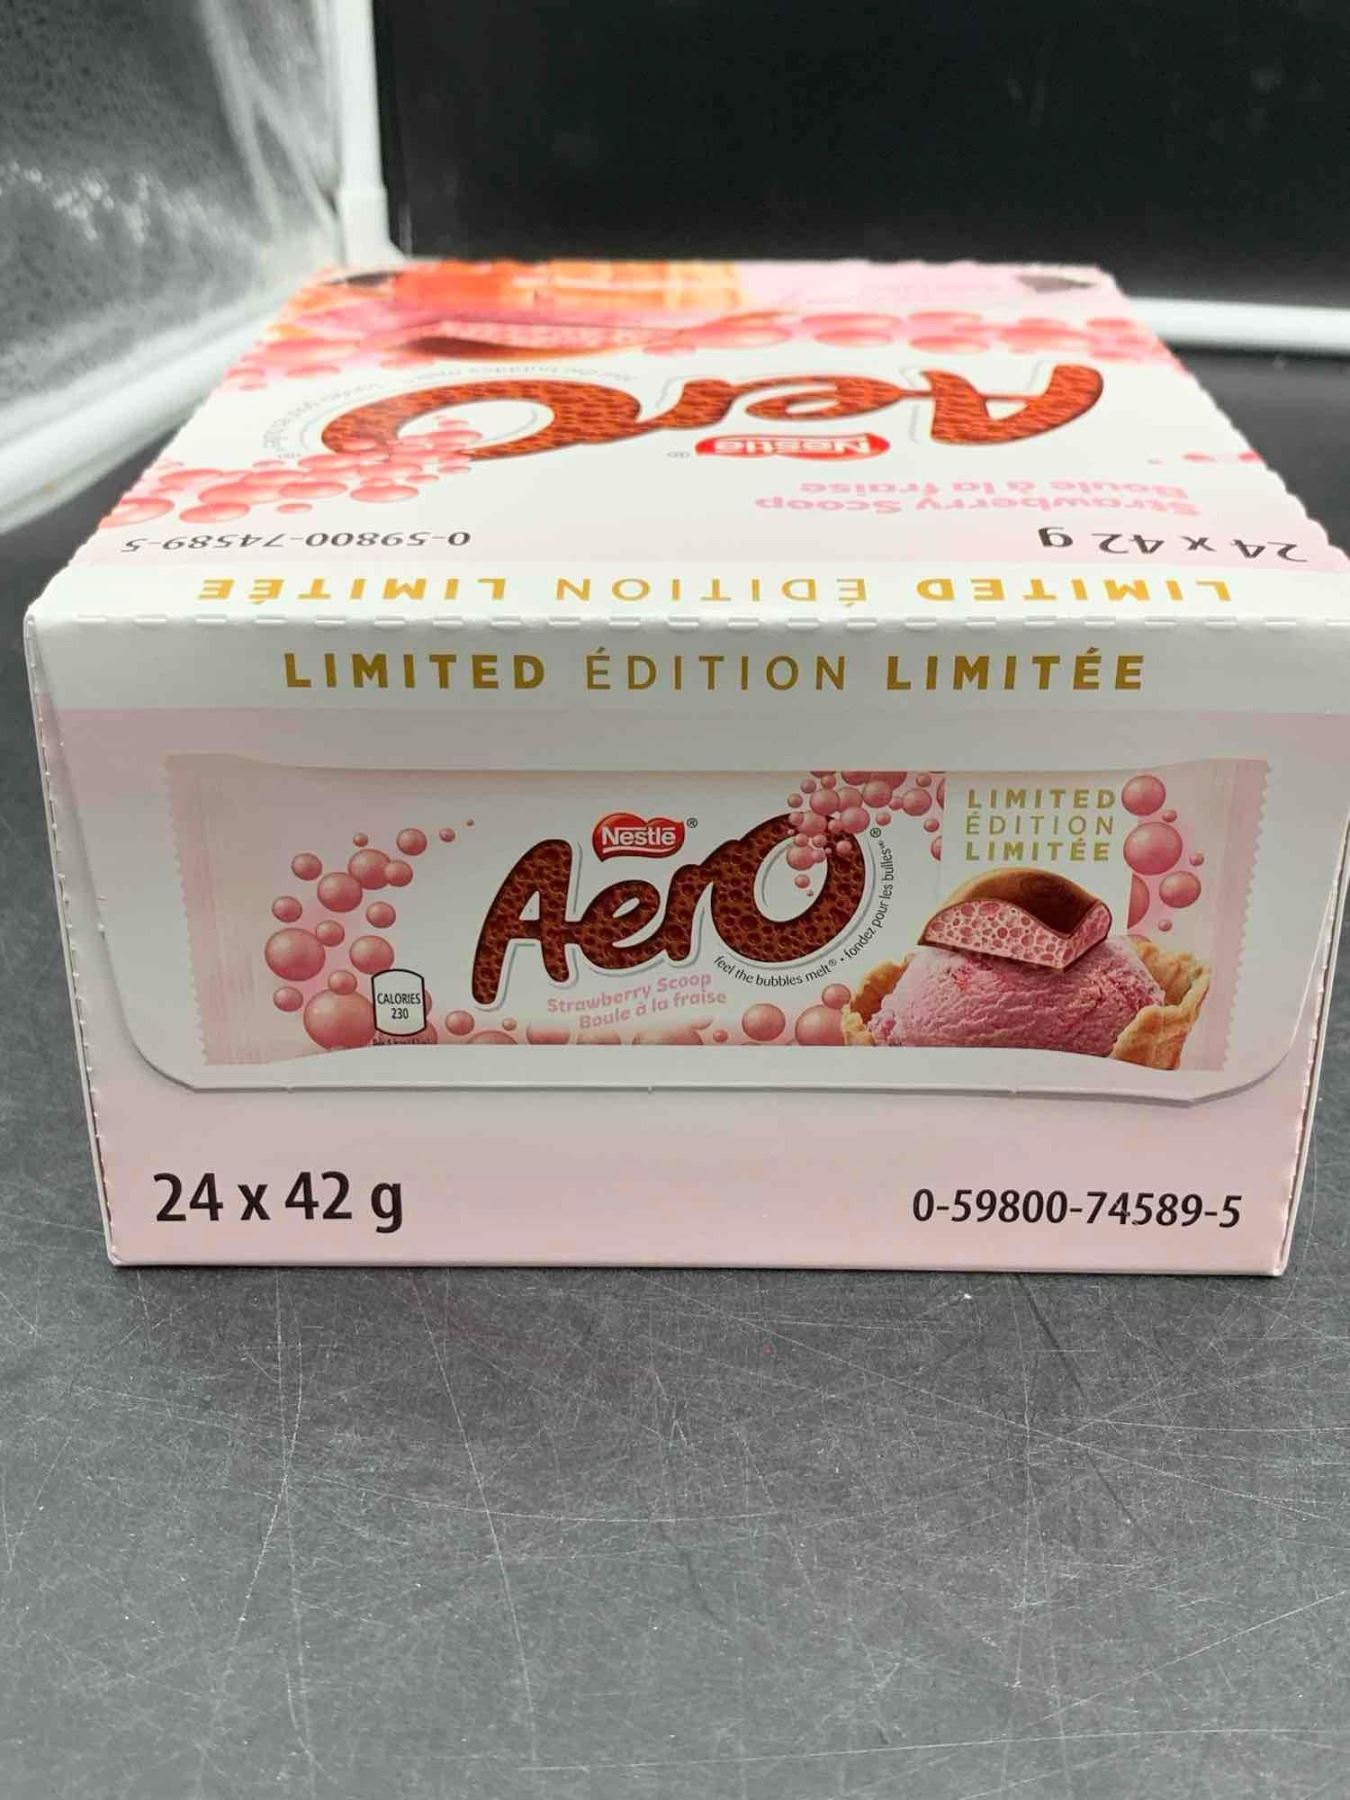 0-59800-74589-5
24 x 42 g
Strawberry Scoop
Boule à la fraise
Nestlé®
Aero
LIMITED ÉDITION LIMITÉE
LIMITED ÉDITION LIMITÉE
Nestlé®
Aero®
feel the bubbles melt® • fondez pour les bulles
Strawberry Scoop
Boule à la fraise
LIMITED
ÉDITION
LIMITÉE
CALORIES
230
24 x 42 g
0-59800-74589-5